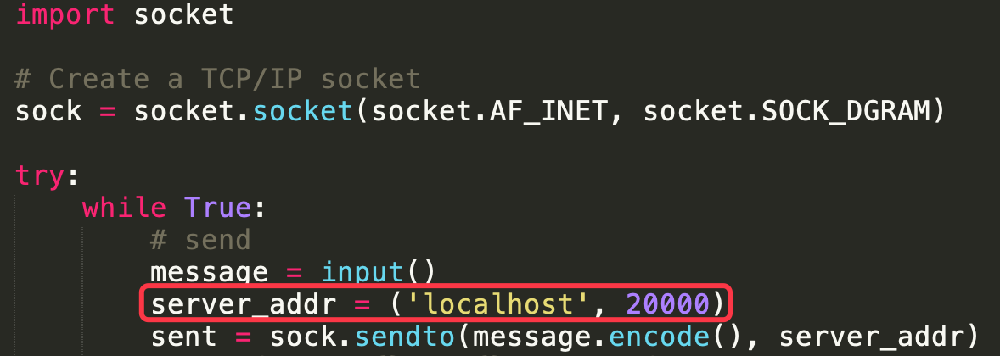 import socket
# Create a TCP/IP socket
sock = socket.socket(socket.AF_INET, socket.SOCK_DGRAM)
try:
while True:
# send
message = input()
server_addr = ('localhost', 20000)
sent = sock.sendto(message.encode(), server_addr)